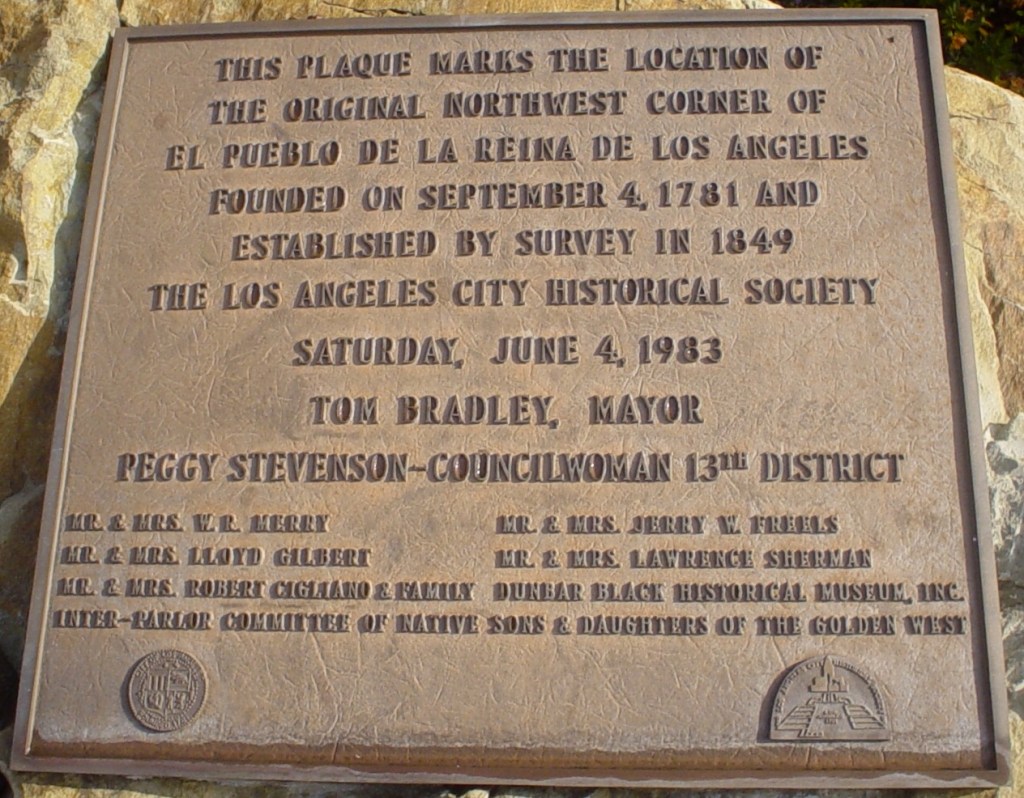 THIS PLAQUE MARKS THE LOCATION OF
THE ORIGINAL NORTHWEST CORNER OF
EL PUEBLO DE LA REINA DE LOS ANGELES
FOUNDED ON SEPTEMBER 4, 1781 AND
ESTABLISHED BY SURVEY IN 1849
THE LOS ANGELES CITY HISTORICAL SOCIETY
SATURDAY, JUNE 4, 1983
TOM BRADLEY, MAYOR
PEGGY STEVENSON-COUNCILWOMAN 13TH DISTRICT
MR. & MRS. W. R. MERRY
MR. & MRS. LLOYD GILBERT
MR. & MRS. ROBERT CIGLIANO & FAMILY
MR. & MRS. JERRY W. FREELS
MR. & MRS. LAWRENCE SHERMAN
DUNBAR BLACK HISTORICAL MUSEUM, INC.
INTER-PARLOR COMMITTEE OF NATIVE SONS & DAUGHTERS OF THE GOLDEN WEST